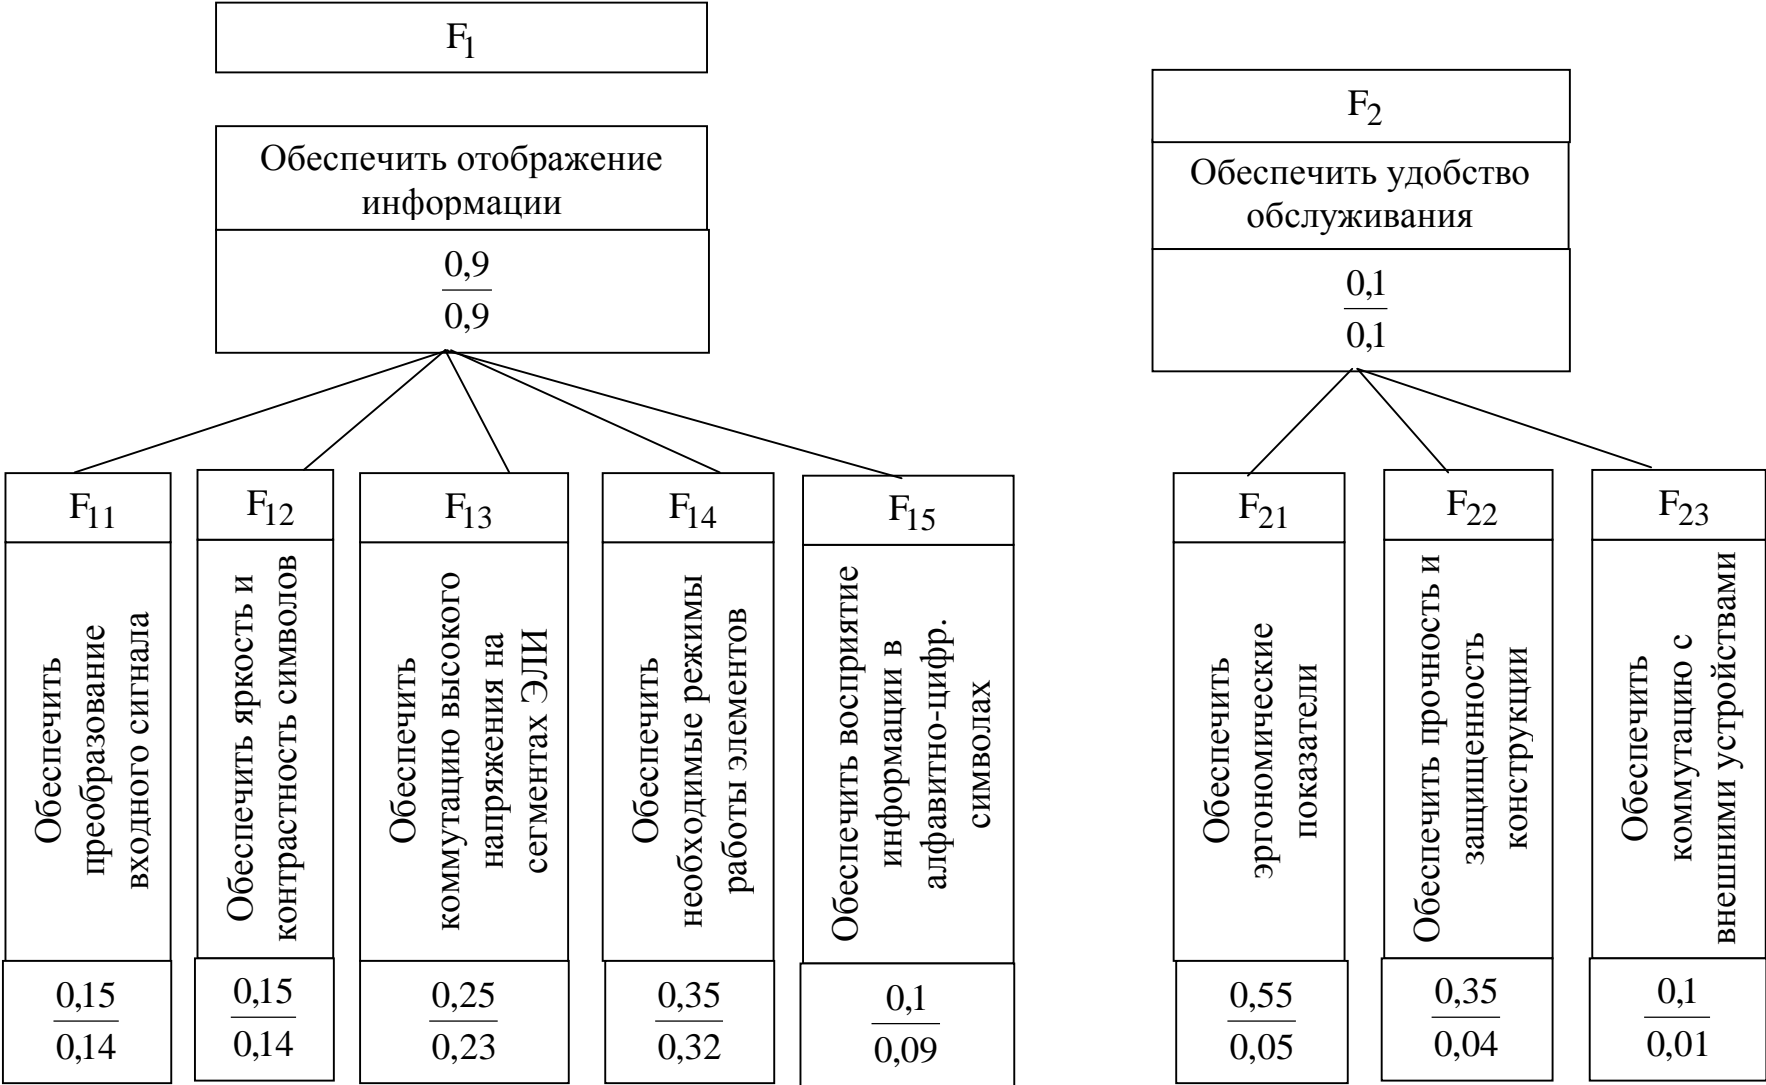 F1
Обеспечить отображение
информации
0,9
0,9
F2
Обеспечить удобство
обслуживания
0,1
0,1
F11
Обеспечить
преобразование
входного сигнала
0,15
0,14
F12
Обеспечить яркость и
контрастность символов
0,15
0,14
F13
Обеспечить
коммутацию высокого
напряжения на
сегментах ЭЛИ
0,25
0,23
F14
Обеспечить
необходимые режимы
работы элементов
0,35
0,32
F15
Обеспечить восприятие
информации в
алфавитно-цифр.
символах
0,1
0,09
F21
Обеспечить
эргономические
показатели
0,55
0,05
F22
Обеспечить прочность и
защищенность
конструкции
0,35
0,04
F23
Обеспечить
коммутацию с
внешними устройствами
0,1
0,01